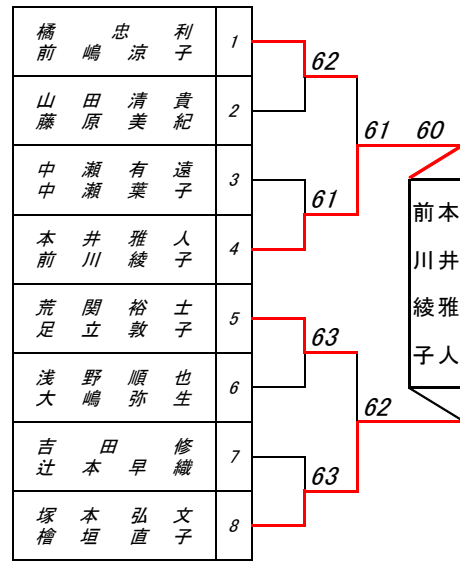 橘忠利
前嶋涼子
1
山田清貴
藤原美紀
2
中瀬有遠
中瀬葉子
3
本井雅人
前川綾子
4
荒関裕士
足立敦子
5
浅野順也
大嶋弥生
6
吉田修
辻本早織
7
塚本弘文
檜垣直子
8
62
61
63
63
61
62
60
本井雅人
前川綾子